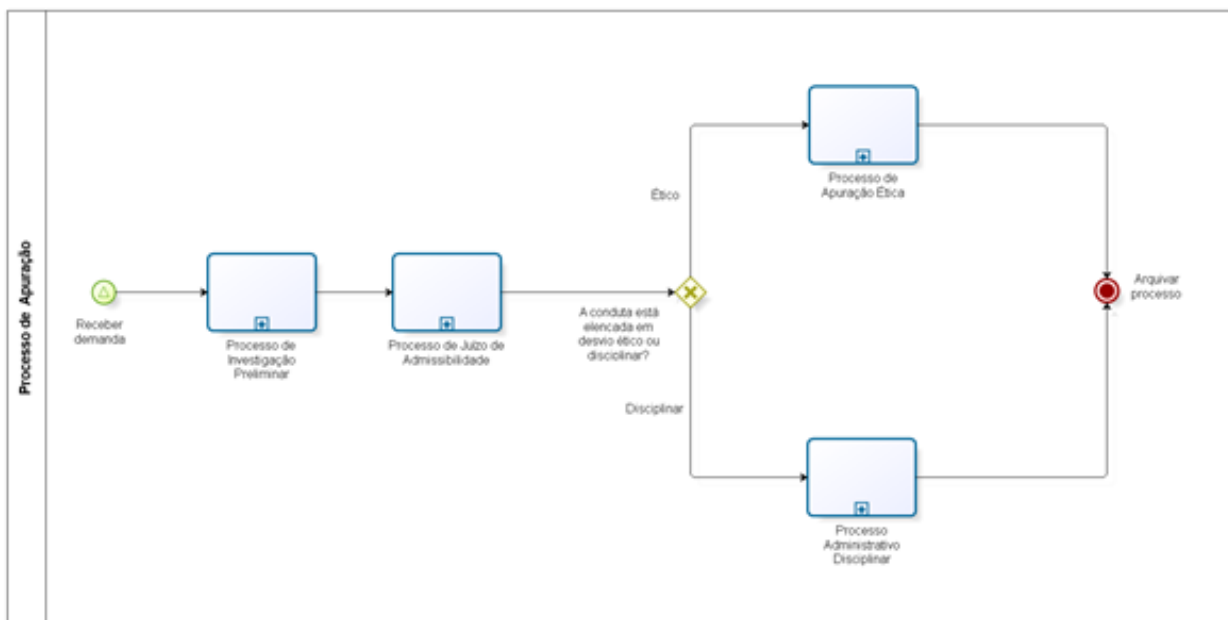 Processo de Apuração
Receber
demanda
Processo de
Investigação
Preliminar
Processo de Juízo de
Admissibilidade
A conduta está
elencada em
desvio ético ou
disciplinar?
Ético
Processo de
Apuração Ética
Disciplinar
Processo
Administrativo
Disciplinar
Arquivar
processo